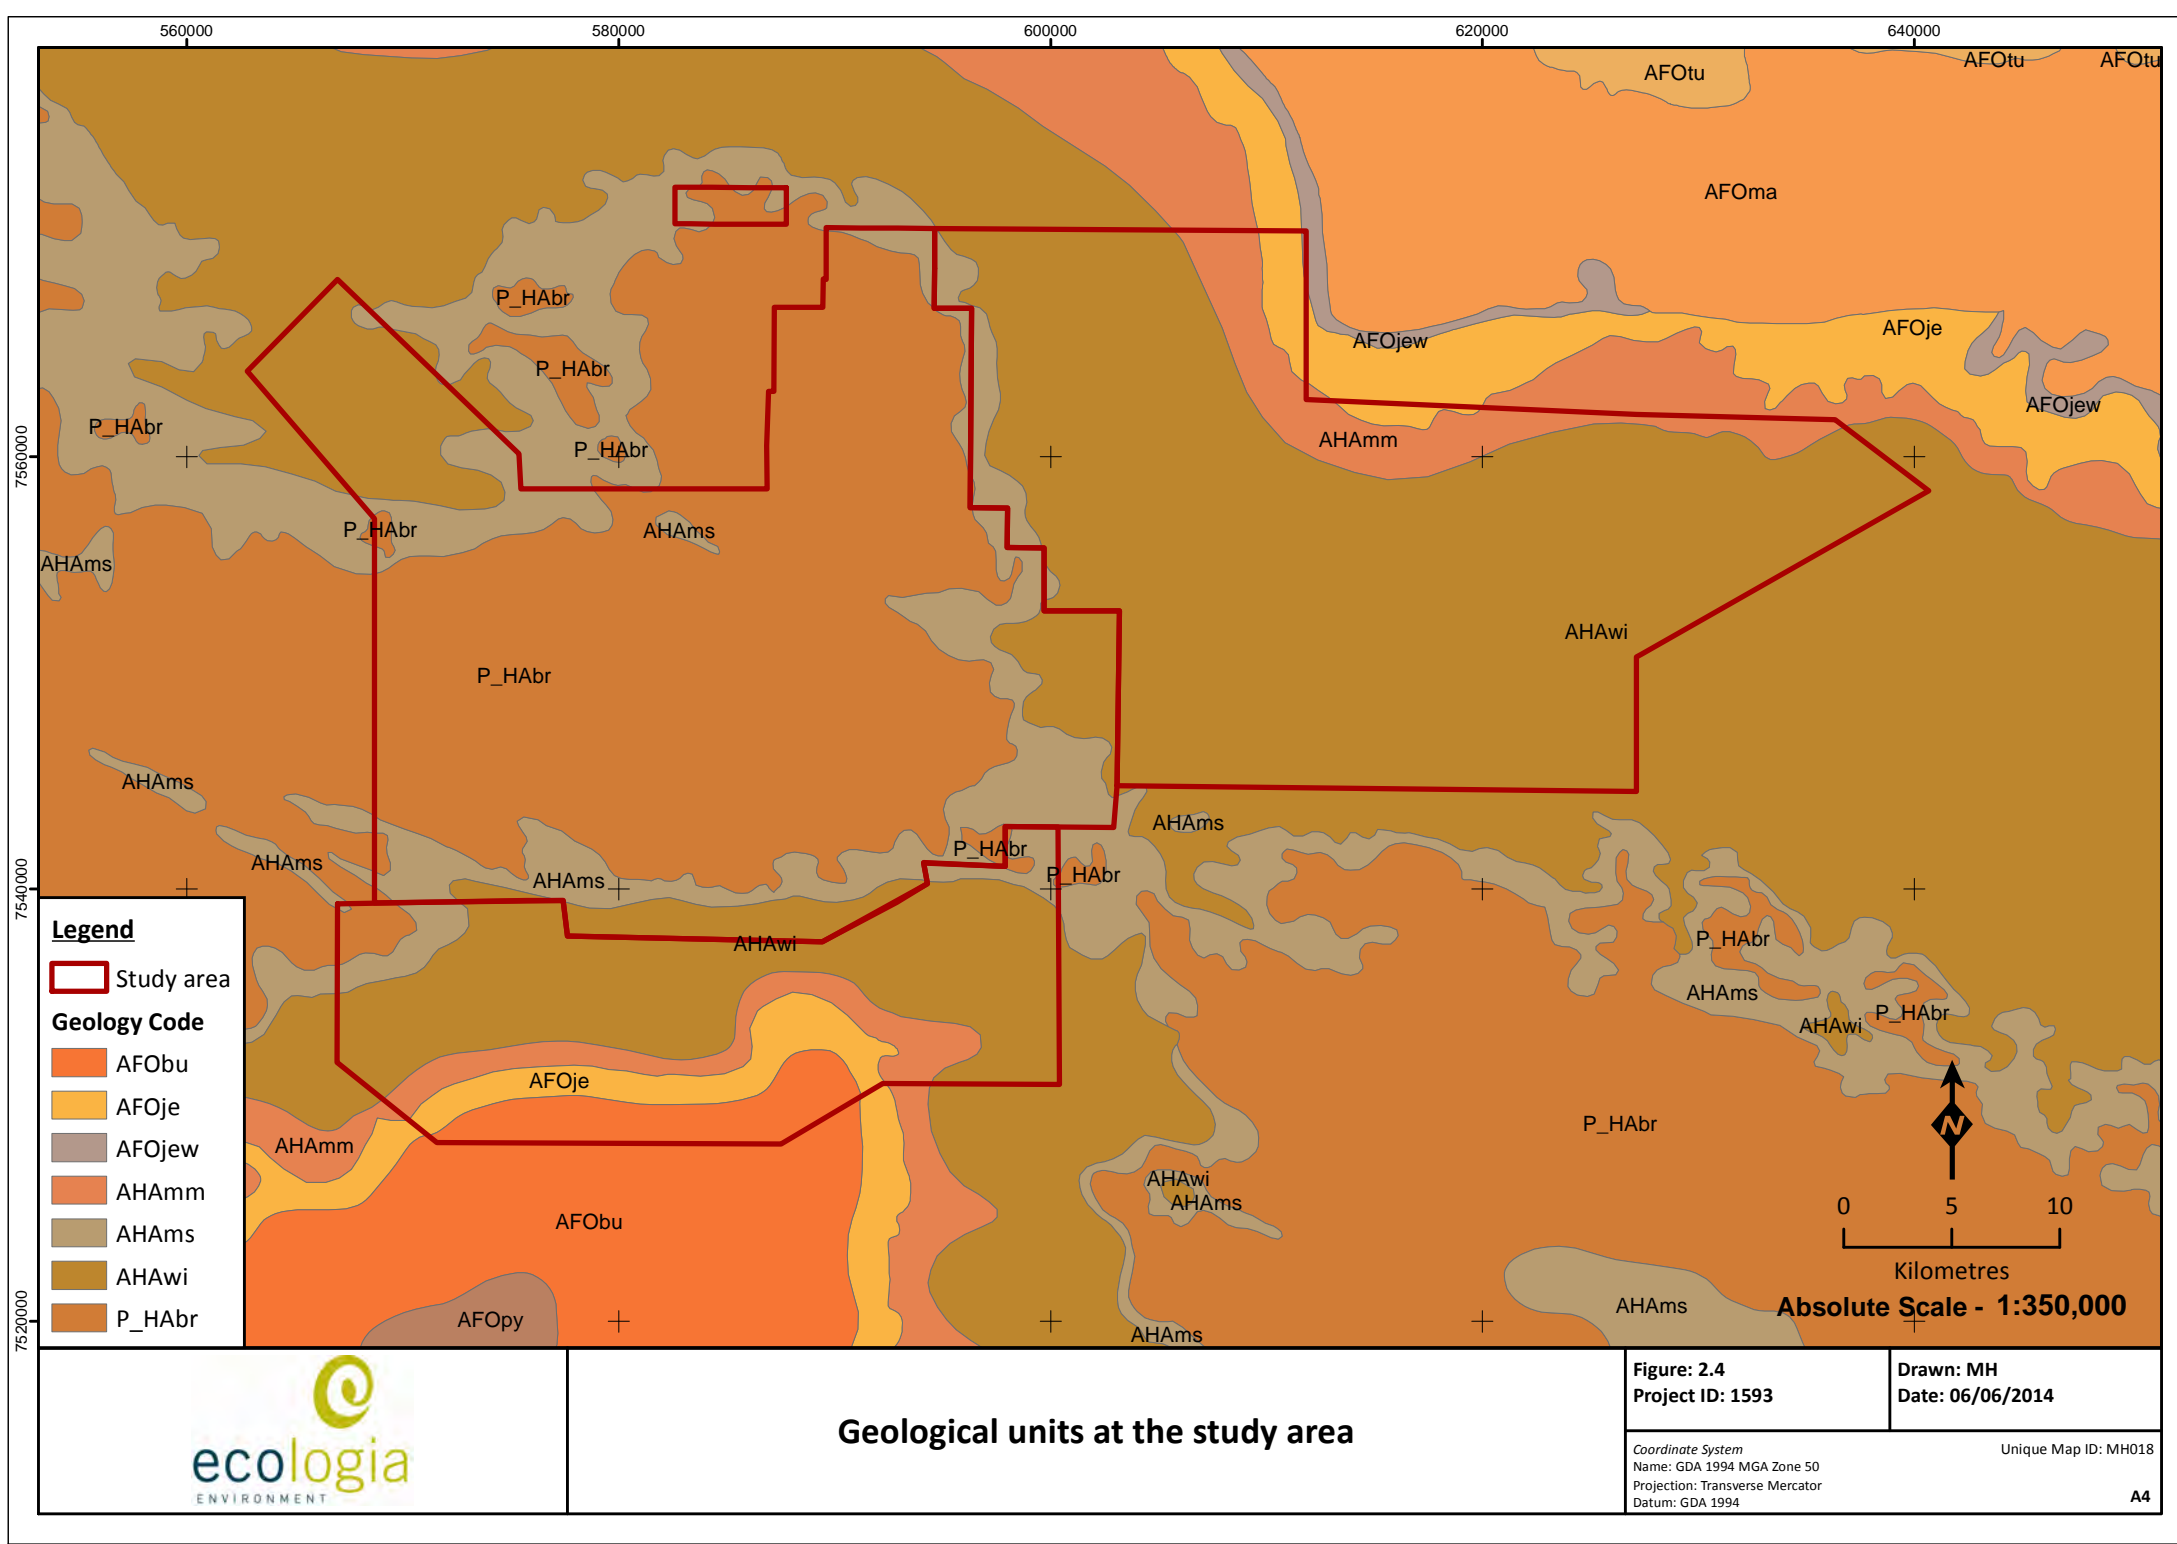 560000 580000 600000 620000 640000
AFOtu AFOtu AFOtu
AFOma
P_HAbr
AFOje
AFOjew
P_HAbr
AFOjew
P_HAbr
AHAmm
P_HAbr
7560000
P_HAbr
AHAms
AHAms
AHAwi
P_HAbr
AHAms
AHAms
P_HAbr
AHAms
P_HAbr
AHAms
7540000
AHAwi
P_HAbr
AHAms
P_HAbr
AHAwi
AFOje
P_HAbr
AHAmm
AHAwi
AHAms
AFObu
AHAms
AFOpy
AHAms
7520000
Legend
Study area
Geology Code
AFObu
AFOje
AFOjew
AHAmm
AHAms
AHAwi
P_HAbr
N
0 5 10
Kilometres
Absolute Scale - 1:350,000
ecologia
ENVIRONMENT
Geological units at the study area
Figure: 2.4
Project ID: 1593
Drawn: MH
Date: 06/06/2014
Coordinate System
Name: GDA 1994 MGA Zone 50
Projection: Transverse Mercator
Datum: GDA 1994
Unique Map ID: MH018
A4